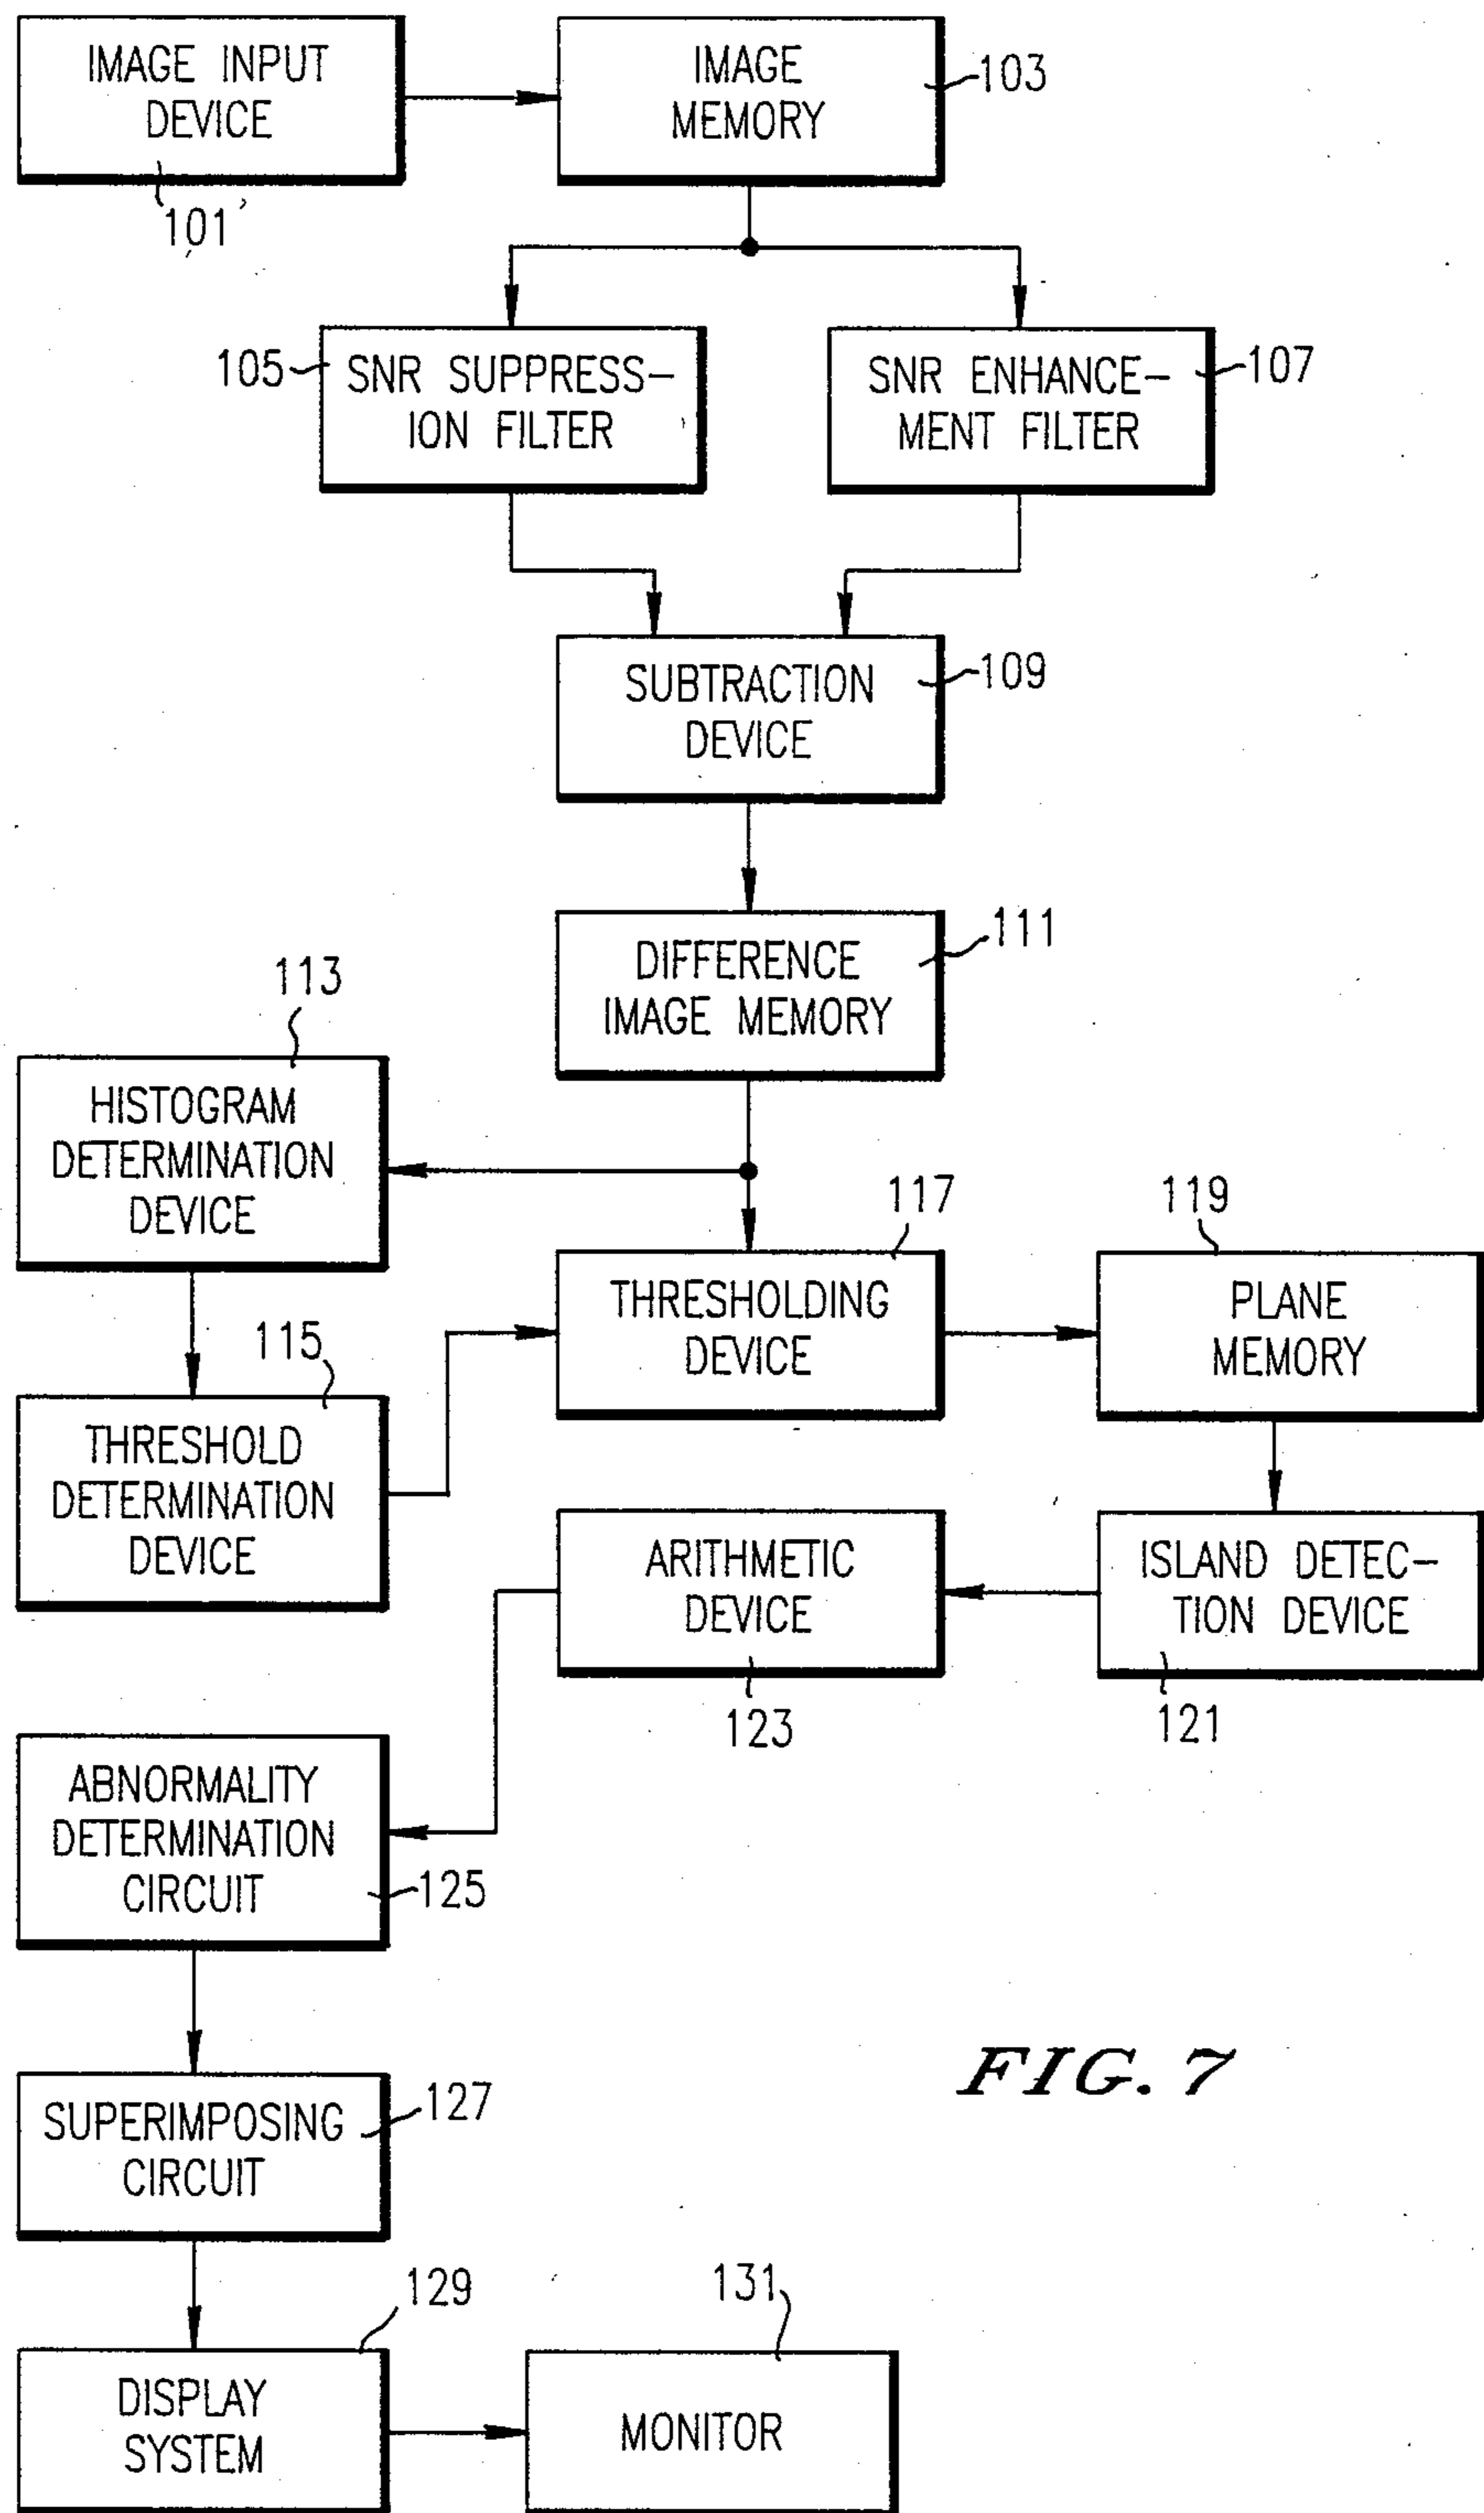 IMAGE INPUT
DEVICE
101
IMAGE
MEMORY
103
105
SNR SUPPRESS-
ION FILTER
SNR ENHANCE-
MENT FILTER
107
SUBTRACTION
DEVICE
109
DIFFERENCE
IMAGE MEMORY
111
113
HISTOGRAM
DETERMINATION
DEVICE
115
THRESHOLD
DETERMINATION
DEVICE
117
THRESHOLDING
DEVICE
119
PLANE
MEMORY
ISLAND DETEC-
TION DEVICE
121
ARITHMETIC
DEVICE
123
ABNORMALITY
DETERMINATION
CIRCUIT
125
SUPERIMPOSING
CIRCUIT
127
129
DISPLAY
SYSTEM
131
MONITOR
FIG. 7